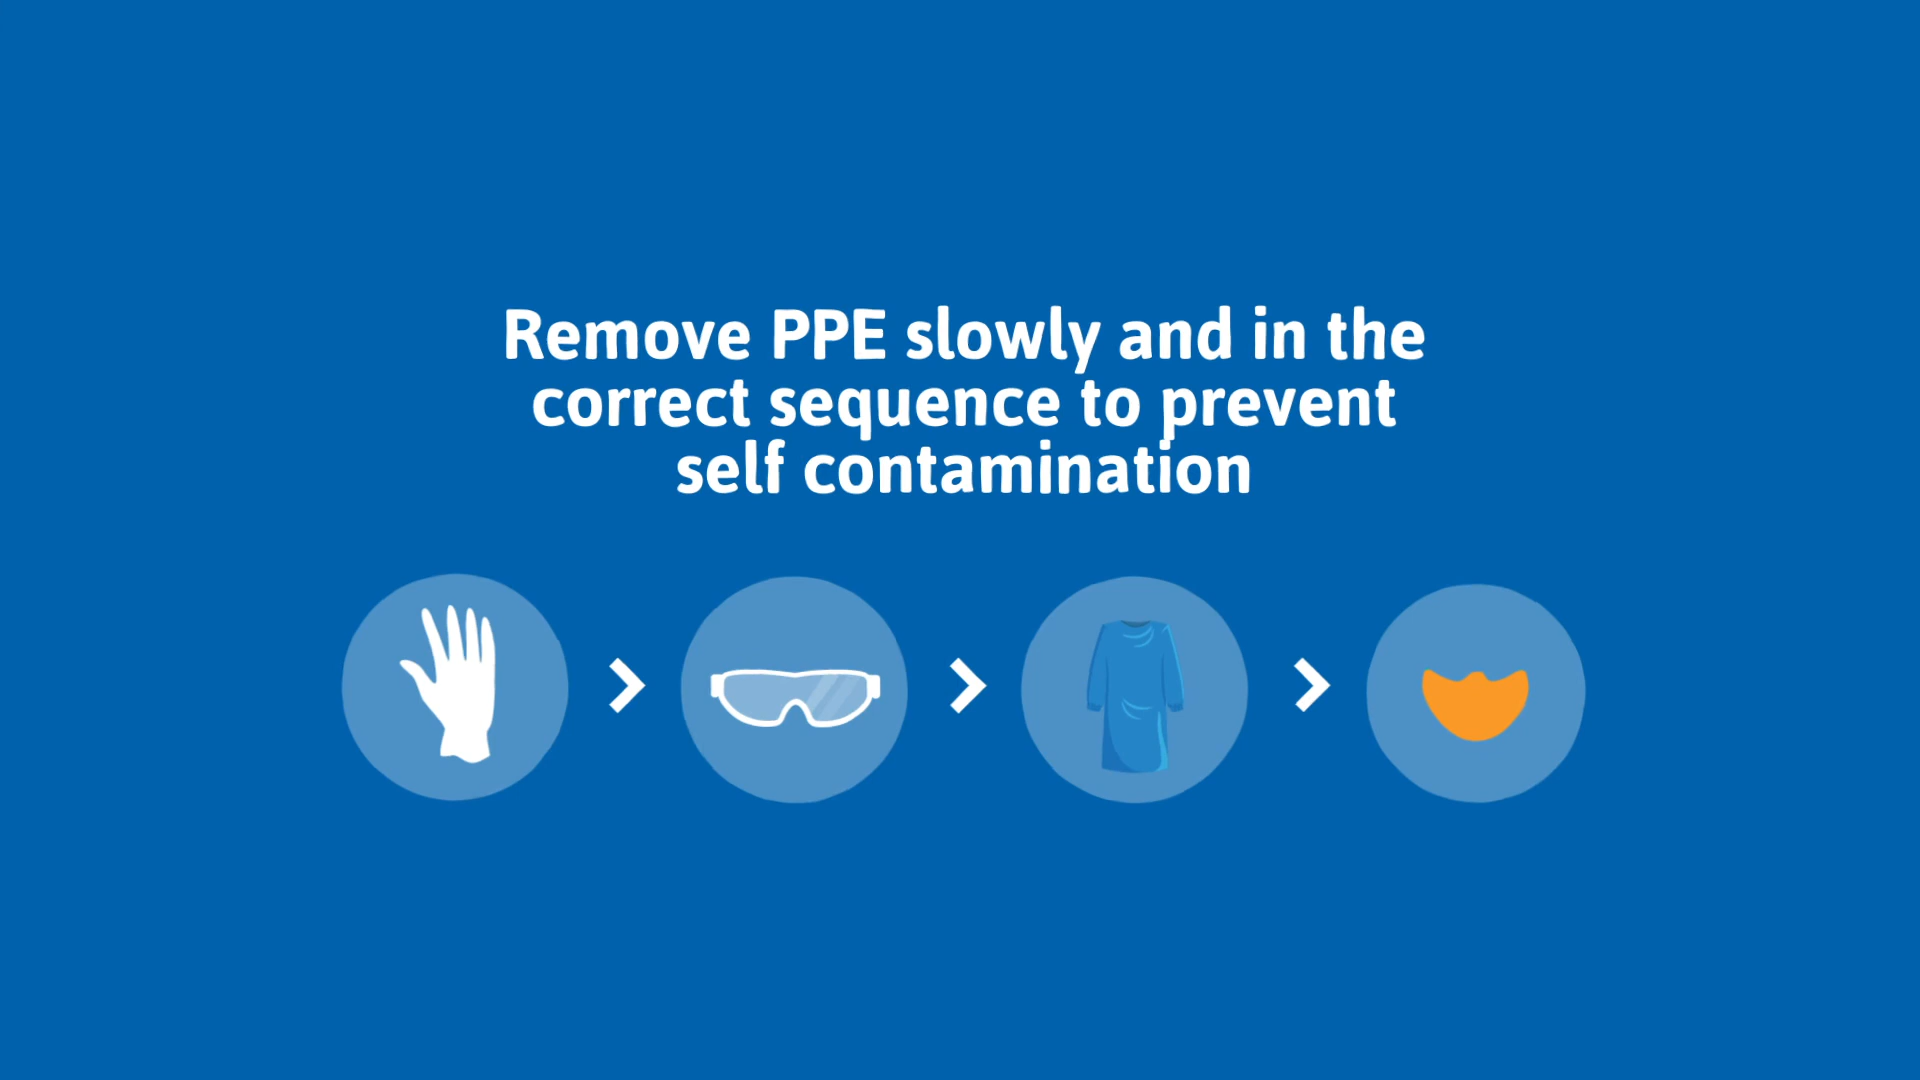 Remove PPE slowly and in the
correct sequence to prevent
self contamination